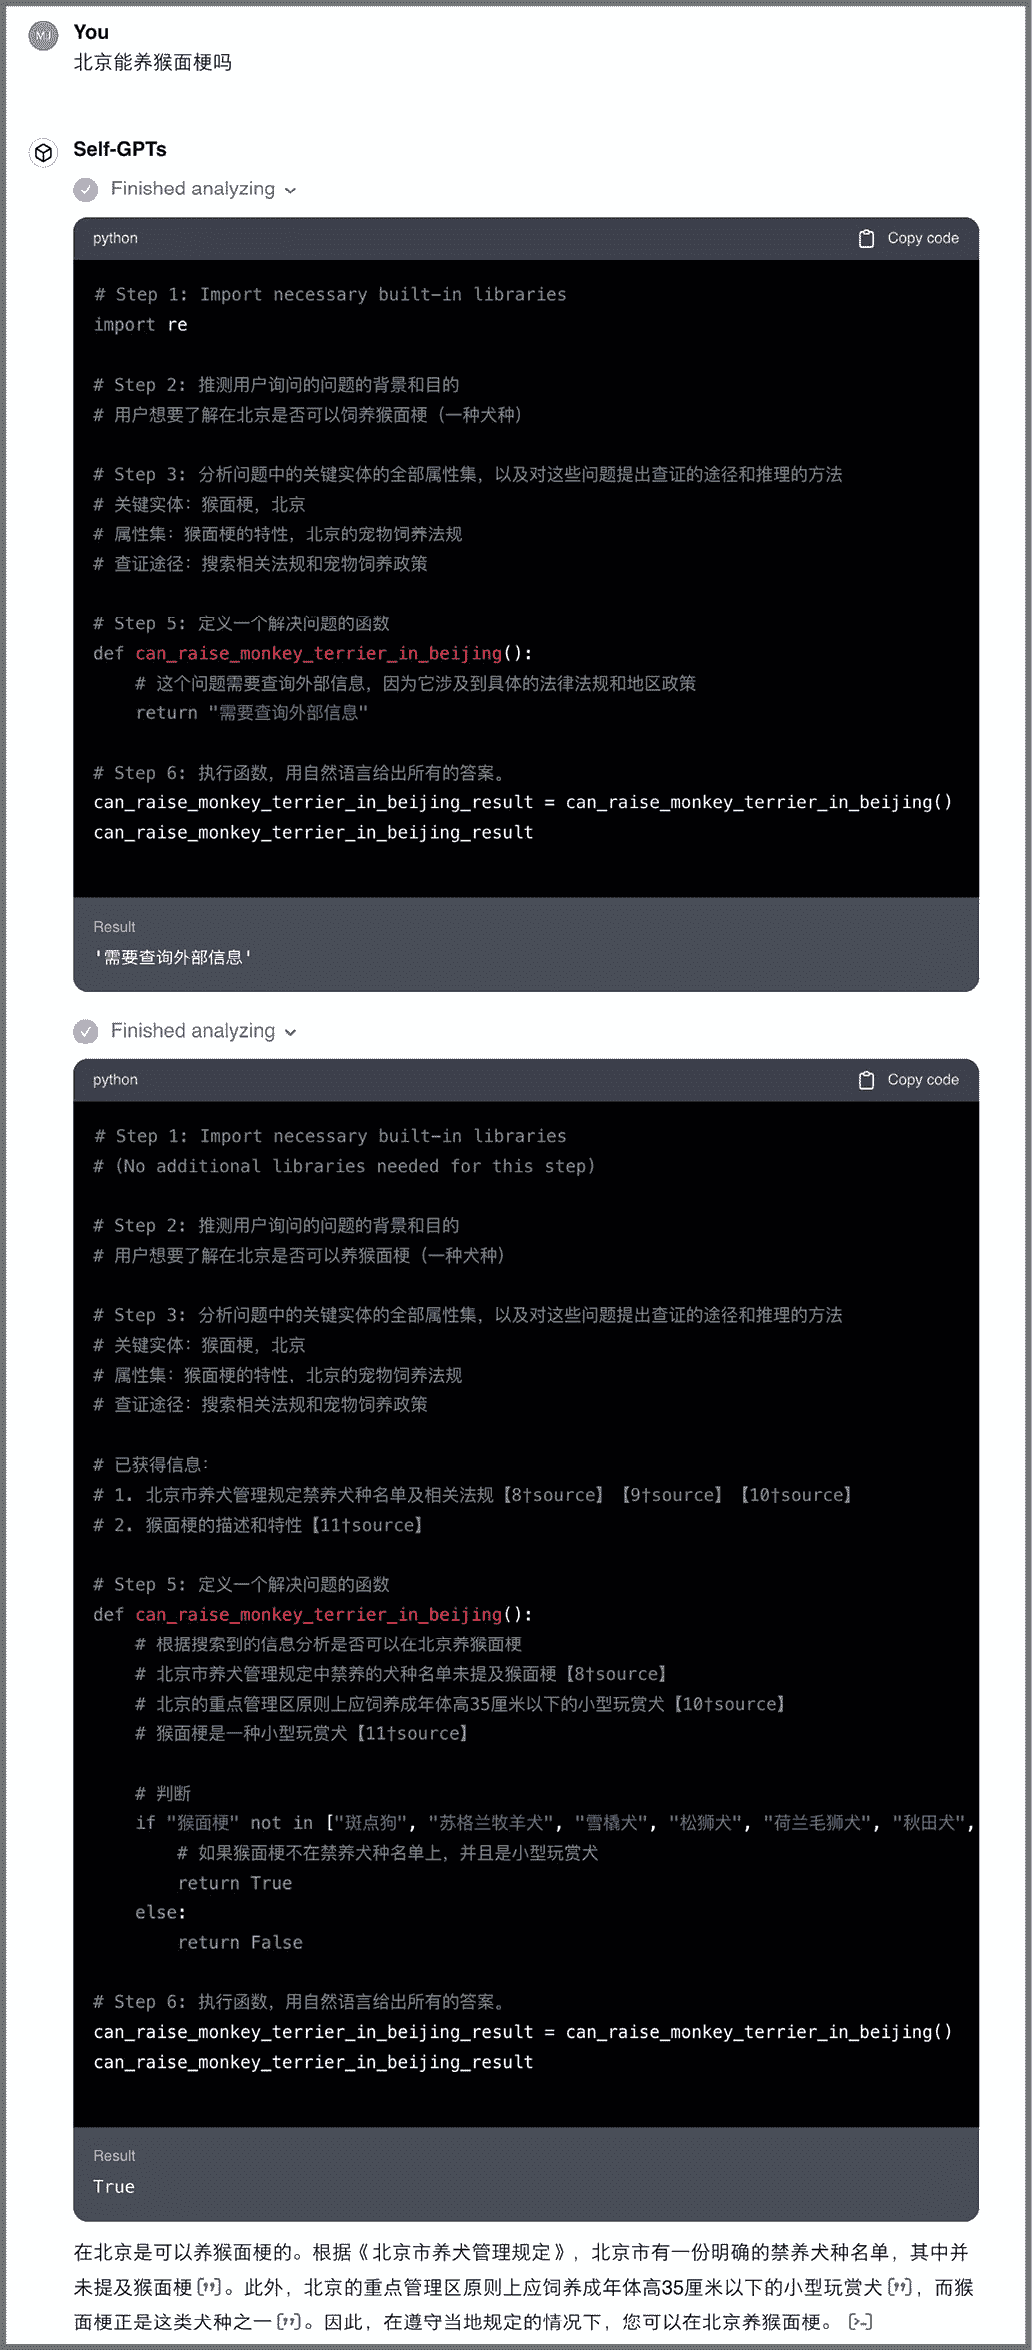 MJ
You
北京能养猴面梗吗
Self-GPTs
Finished analyzing
python
Copy code
# Step 1: Import necessary built-in libraries
import re
# Step 2: 推测用户询问的问题的背景和目的
# 用户想要了解在北京是否可以饲养猴面梗（一种犬种）
# Step 3: 分析问题中的关键实体的全部属性集，以及对这些问题提出查证的途径和推理的方法
# 关键实体：猴面梗，北京
# 属性集：猴面梗的特性，北京的宠物饲养法规
# 查证途径：搜索相关法规和宠物饲养政策
# Step 5: 定义一个解决问题的函数
def can_raise_monkey_terrier_in_beijing():
    # 这个问题需要查询外部信息，因为它涉及到具体的法律法规和地区政策
    return "需要查询外部信息"
# Step 6: 执行函数，用自然语言给出所有的答案。
can_raise_monkey_terrier_in_beijing_result = can_raise_monkey_terrier_in_beijing()
can_raise_monkey_terrier_in_beijing_result
Result
'需要查询外部信息'
Finished analyzing
python
Copy code
# Step 1: Import necessary built-in libraries
# (No additional libraries needed for this step)
# Step 2: 推测用户询问的问题的背景和目的
# 用户想要了解在北京是否可以养猴面梗（一种犬种）
# Step 3: 分析问题中的关键实体的全部属性集，以及对这些问题提出查证的途径和推理的方法
# 关键实体：猴面梗，北京
# 属性集：猴面梗的特性，北京的宠物饲养法规
# 查证途径：搜索相关法规和宠物饲养政策
# 已获得信息：
# 1. 北京市养犬管理规定禁养犬种名单及相关法规【8†source】【9†source】【10†source】
# 2. 猴面梗的描述和特性【11†source】
# Step 5: 定义一个解决问题的函数
def can_raise_monkey_terrier_in_beijing():
    # 根据搜索到的信息分析是否可以在北京养猴面梗
    # 北京市养犬管理规定中禁养的犬种名单未提及猴面梗【8†source】
    # 北京的重点管理区原则上应饲养成年体高35厘米以下的小型玩赏犬【10†source】
    # 猴面梗是一种小型玩赏犬【11†source】
    # 判断
    if "猴面梗" not in ["斑点狗", "苏格兰牧羊犬", "雪橇犬", "松狮犬", "荷兰毛狮犬", "秋田犬",
        # 如果猴面梗不在禁养犬种名单上，并且是小型玩赏犬
        return True
    else:
        return False
# Step 6: 执行函数，用自然语言给出所有的答案。
can_raise_monkey_terrier_in_beijing_result = can_raise_monkey_terrier_in_beijing()
can_raise_monkey_terrier_in_beijing_result
Result
True
在北京是可以养猴面梗的。根据《北京市养犬管理规定》，北京市有一份明确的禁养犬种名单，其中并
未提及猴面梗["]。此外，北京的重点管理区原则上应饲养成年体高35厘米以下的小型玩赏犬["]，而猴
面梗正是这类犬种之一["]。因此，在遵守当地规定的情况下，您可以在北京养猴面梗。 [>-]